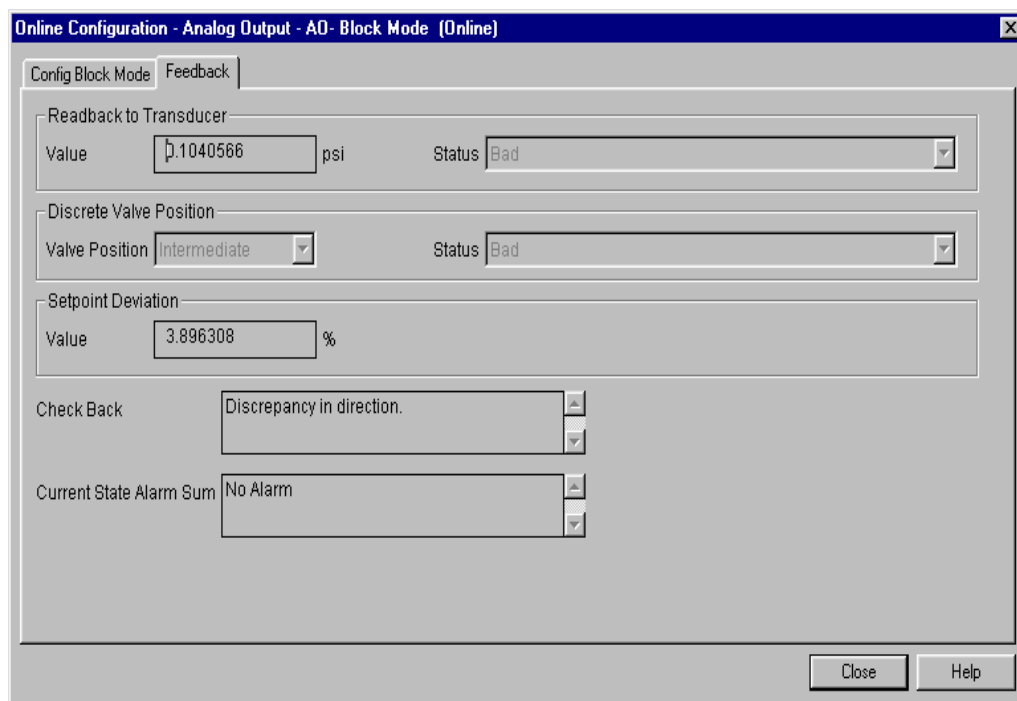 Online Configuration - Analog Output - AO- Block Mode (Online)
Config Block Mode Feedback
Readback to Transducer
Value 0.1040566 psi Status Bad
Discrete Valve Position
Valve Position Intermediate Status Bad
Setpoint Deviation
Value 3.896308 %
Check Back Discrepancy in direction.
Current State Alarm Sum No Alarm
Close Help